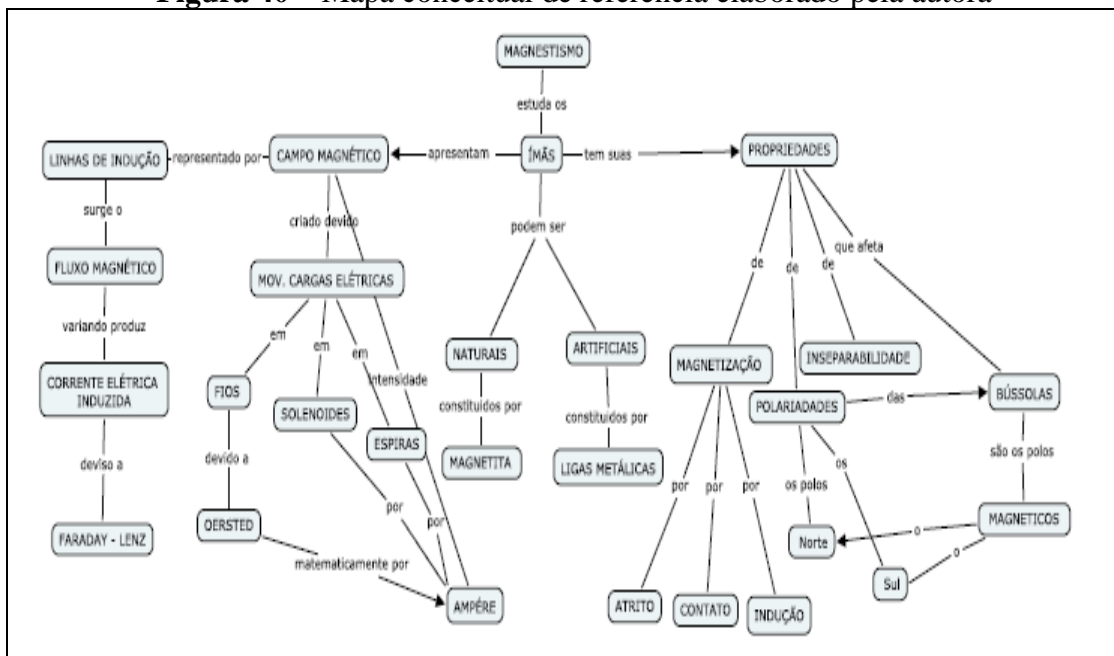 Mapa conceitual de referência elaborado pela autora
MAGNESTISMO
estuda os
LINHAS DE INDUÇÃO
representado por
CAMPO MAGNÉTICO
apresentam
ÍMÃS
tem suas
PROPRIEDADES
surge o
criado devido
podem ser
que afeta
de
de
de
FLUXO MAGNÉTICO
MOV. CARGAS ELÉTRICAS
variando produz
em
em
em
NATURAIS
ARTIFICIAIS
MAGNETIZAÇÃO
INSEPARABILIDADE
CORRENTE ELÉTRICA
INDUZIDA
FIOS
intensidade
SOLENOIDES
constituidos por
constituidos por
POLARIADADES
das
BÚSSOLAS
ESPIRAS
deviso a
devido a
MAGNETITA
LIGAS METÁLICAS
são os polos
os polos
os
por
por
por
por
por
FARADAY - LENZ
OERSTED
MAGNETICOS
Norte
o
o
matematicamente por
Sul
AMPÉRE
ATRITO
CONTATO
INDUÇÃO